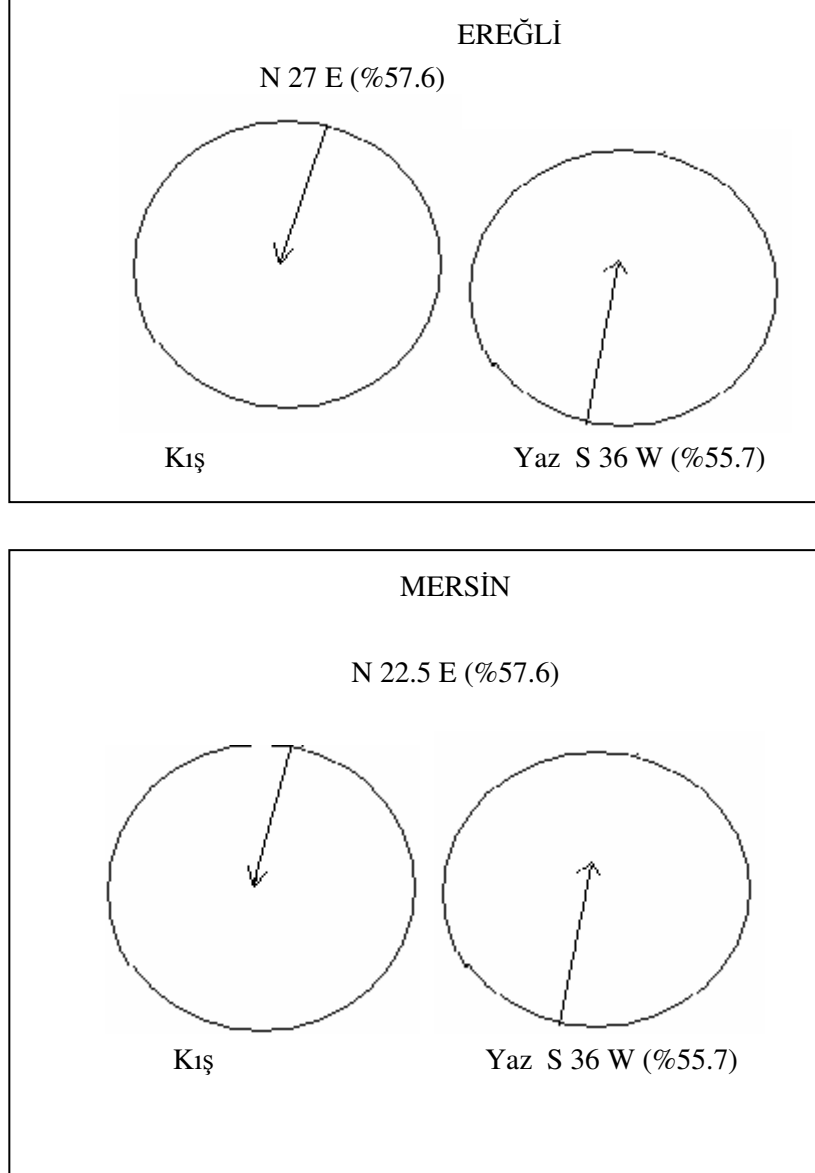 EREĞLİ
N 27 E (%57.6)
Kış
Yaz S 36 W (%55.7)
MERSİN
N 22.5 E (%57.6)
Kış
Yaz S 36 W (%55.7)